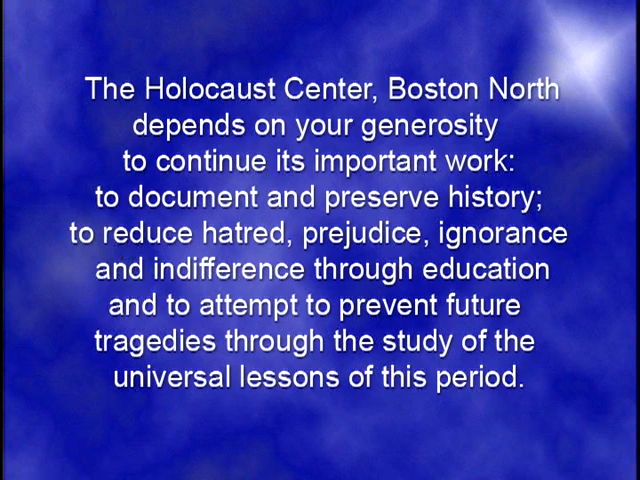 The Holocaust Center, Boston North
depends on your generosity
to continue its important work:
to document and preserve history;
to reduce hatred, prejudice, ignorance
and indifference through education
and to attempt to prevent future
tragedies through the study of the
universal lessons of this period.